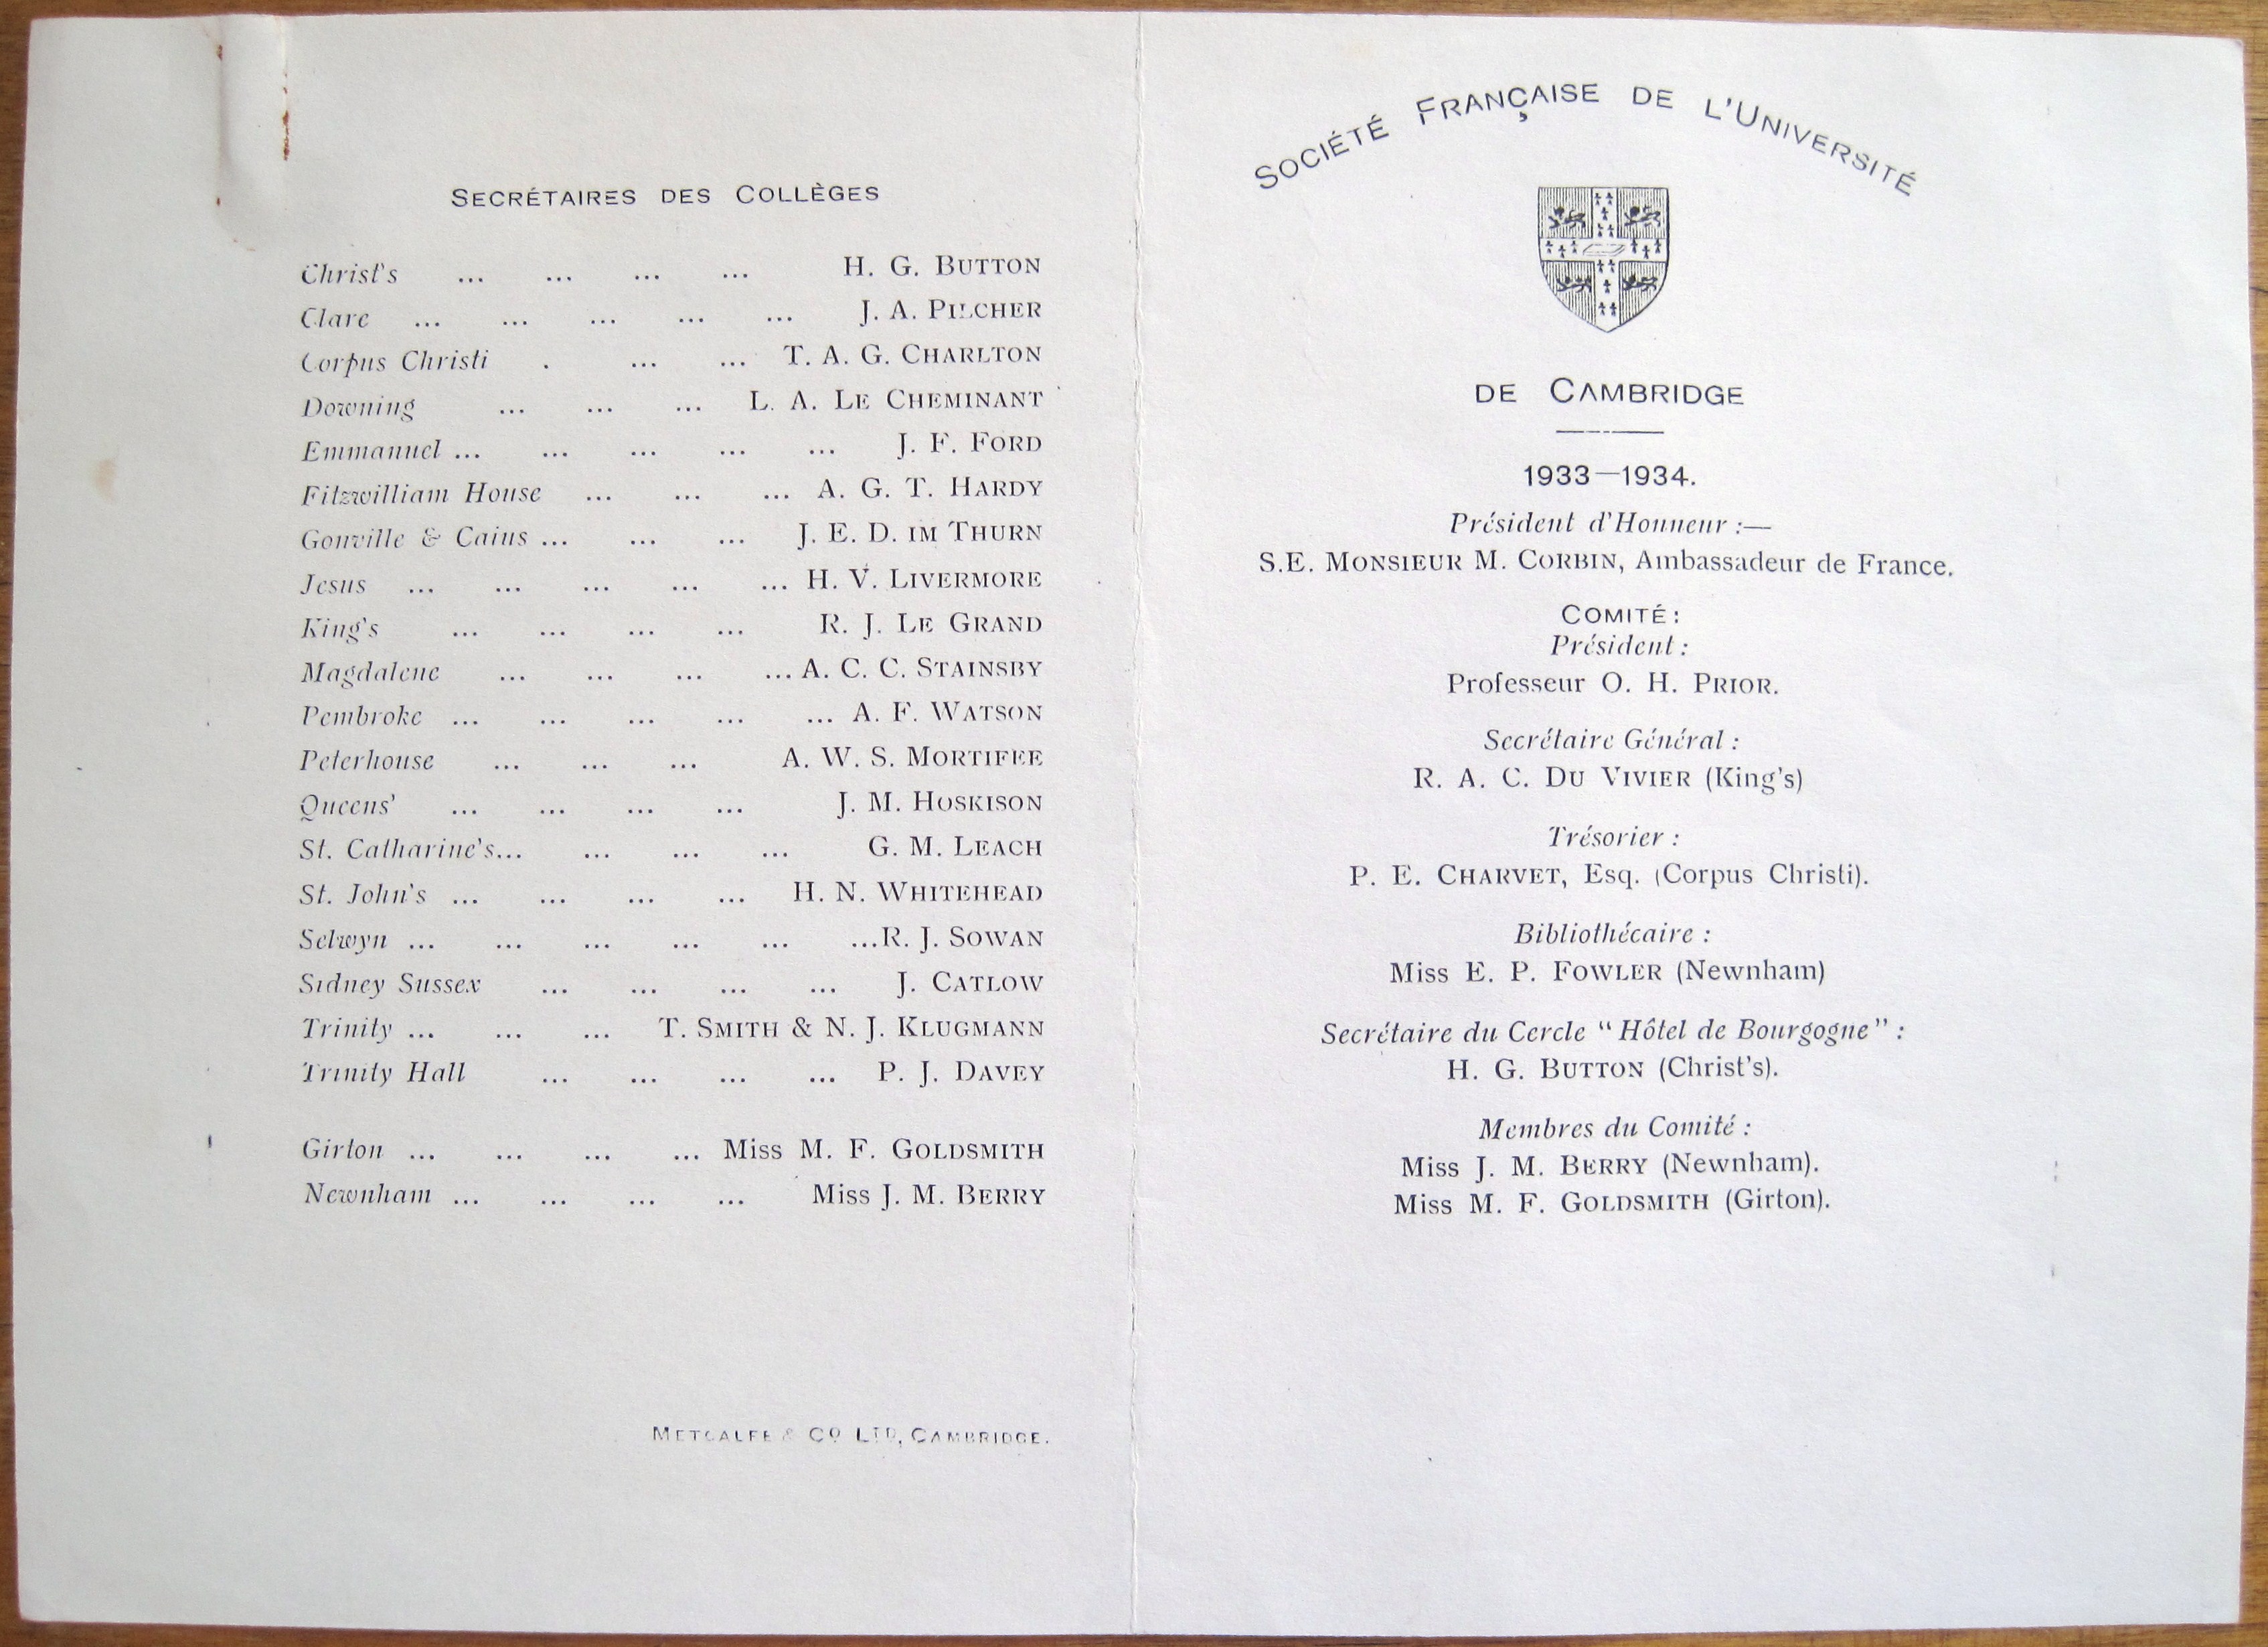 SECRÉTAIRES DES COLLÈGES
Christ's ... ... ... ... H. G. BUTTON
Clare ... ... ... ... ... J. A. PILCHER
Corpus Christi . ... ... T. A. G. CHARLTON
Downing ... ... ... L. A. LE CHEMINANT
Emmanuel ... ... ... ... ... J. F. FORD
Fitzwilliam House ... ... ... A. G. T. HARDY
Gonville & Caius ... ... ... J. E. D. IM THURN
Jesus ... ... ... ... ... H. V. LIVERMORE
King's ... ... ... ... R. J. LE GRAND
Magdalene ... ... ... ... A. C. C. STAINSBY
Pembroke ... ... ... ... ... A. F. WATSON
Peterhouse ... ... ... A. W. S. MORTIFEE
Queens' ... ... ... ... J. M. HOSKISON
St. Catharine's... ... ... ... G. M. LEACH
St. John's ... ... ... ... H. N. WHITEHEAD
Selwyn ... ... ... ... ... ...R. J. SOWAN
Sidney Sussex ... ... ... ... J. CATLOW
Trinity ... ... ... T. SMITH & N. J. KLUGMANN
Trinity Hall ... ... ... ... P. J. DAVEY
Girton ... ... ... ... Miss M. F. GOLDSMITH
Newnham ... ... ... ... Miss J. M. BERRY
METCALFE & CO LTD, CAMBRIDGE.
SOCIÉTÉ FRANÇAISE DE L'UNIVERSITÉ
DE CAMBRIDGE
1933—1934.
Président d'Honneur :—
S.E. MONSIEUR M. CORBIN, Ambassadeur de France.
COMITÉ :
Président :
Professeur O. H. PRIOR.
Secrétaire Général :
R. A. C. DU VIVIER (King's)
Trésorier :
P. E. CHARVET, Esq. (Corpus Christi).
Bibliothécaire :
Miss E. P. FOWLER (Newnham)
Secrétaire du Cercle "Hôtel de Bourgogne" :
H. G. BUTTON (Christ's).
Membres du Comité :
Miss J. M. BERRY (Newnham).
Miss M. F. GOLDSMITH (Girton).